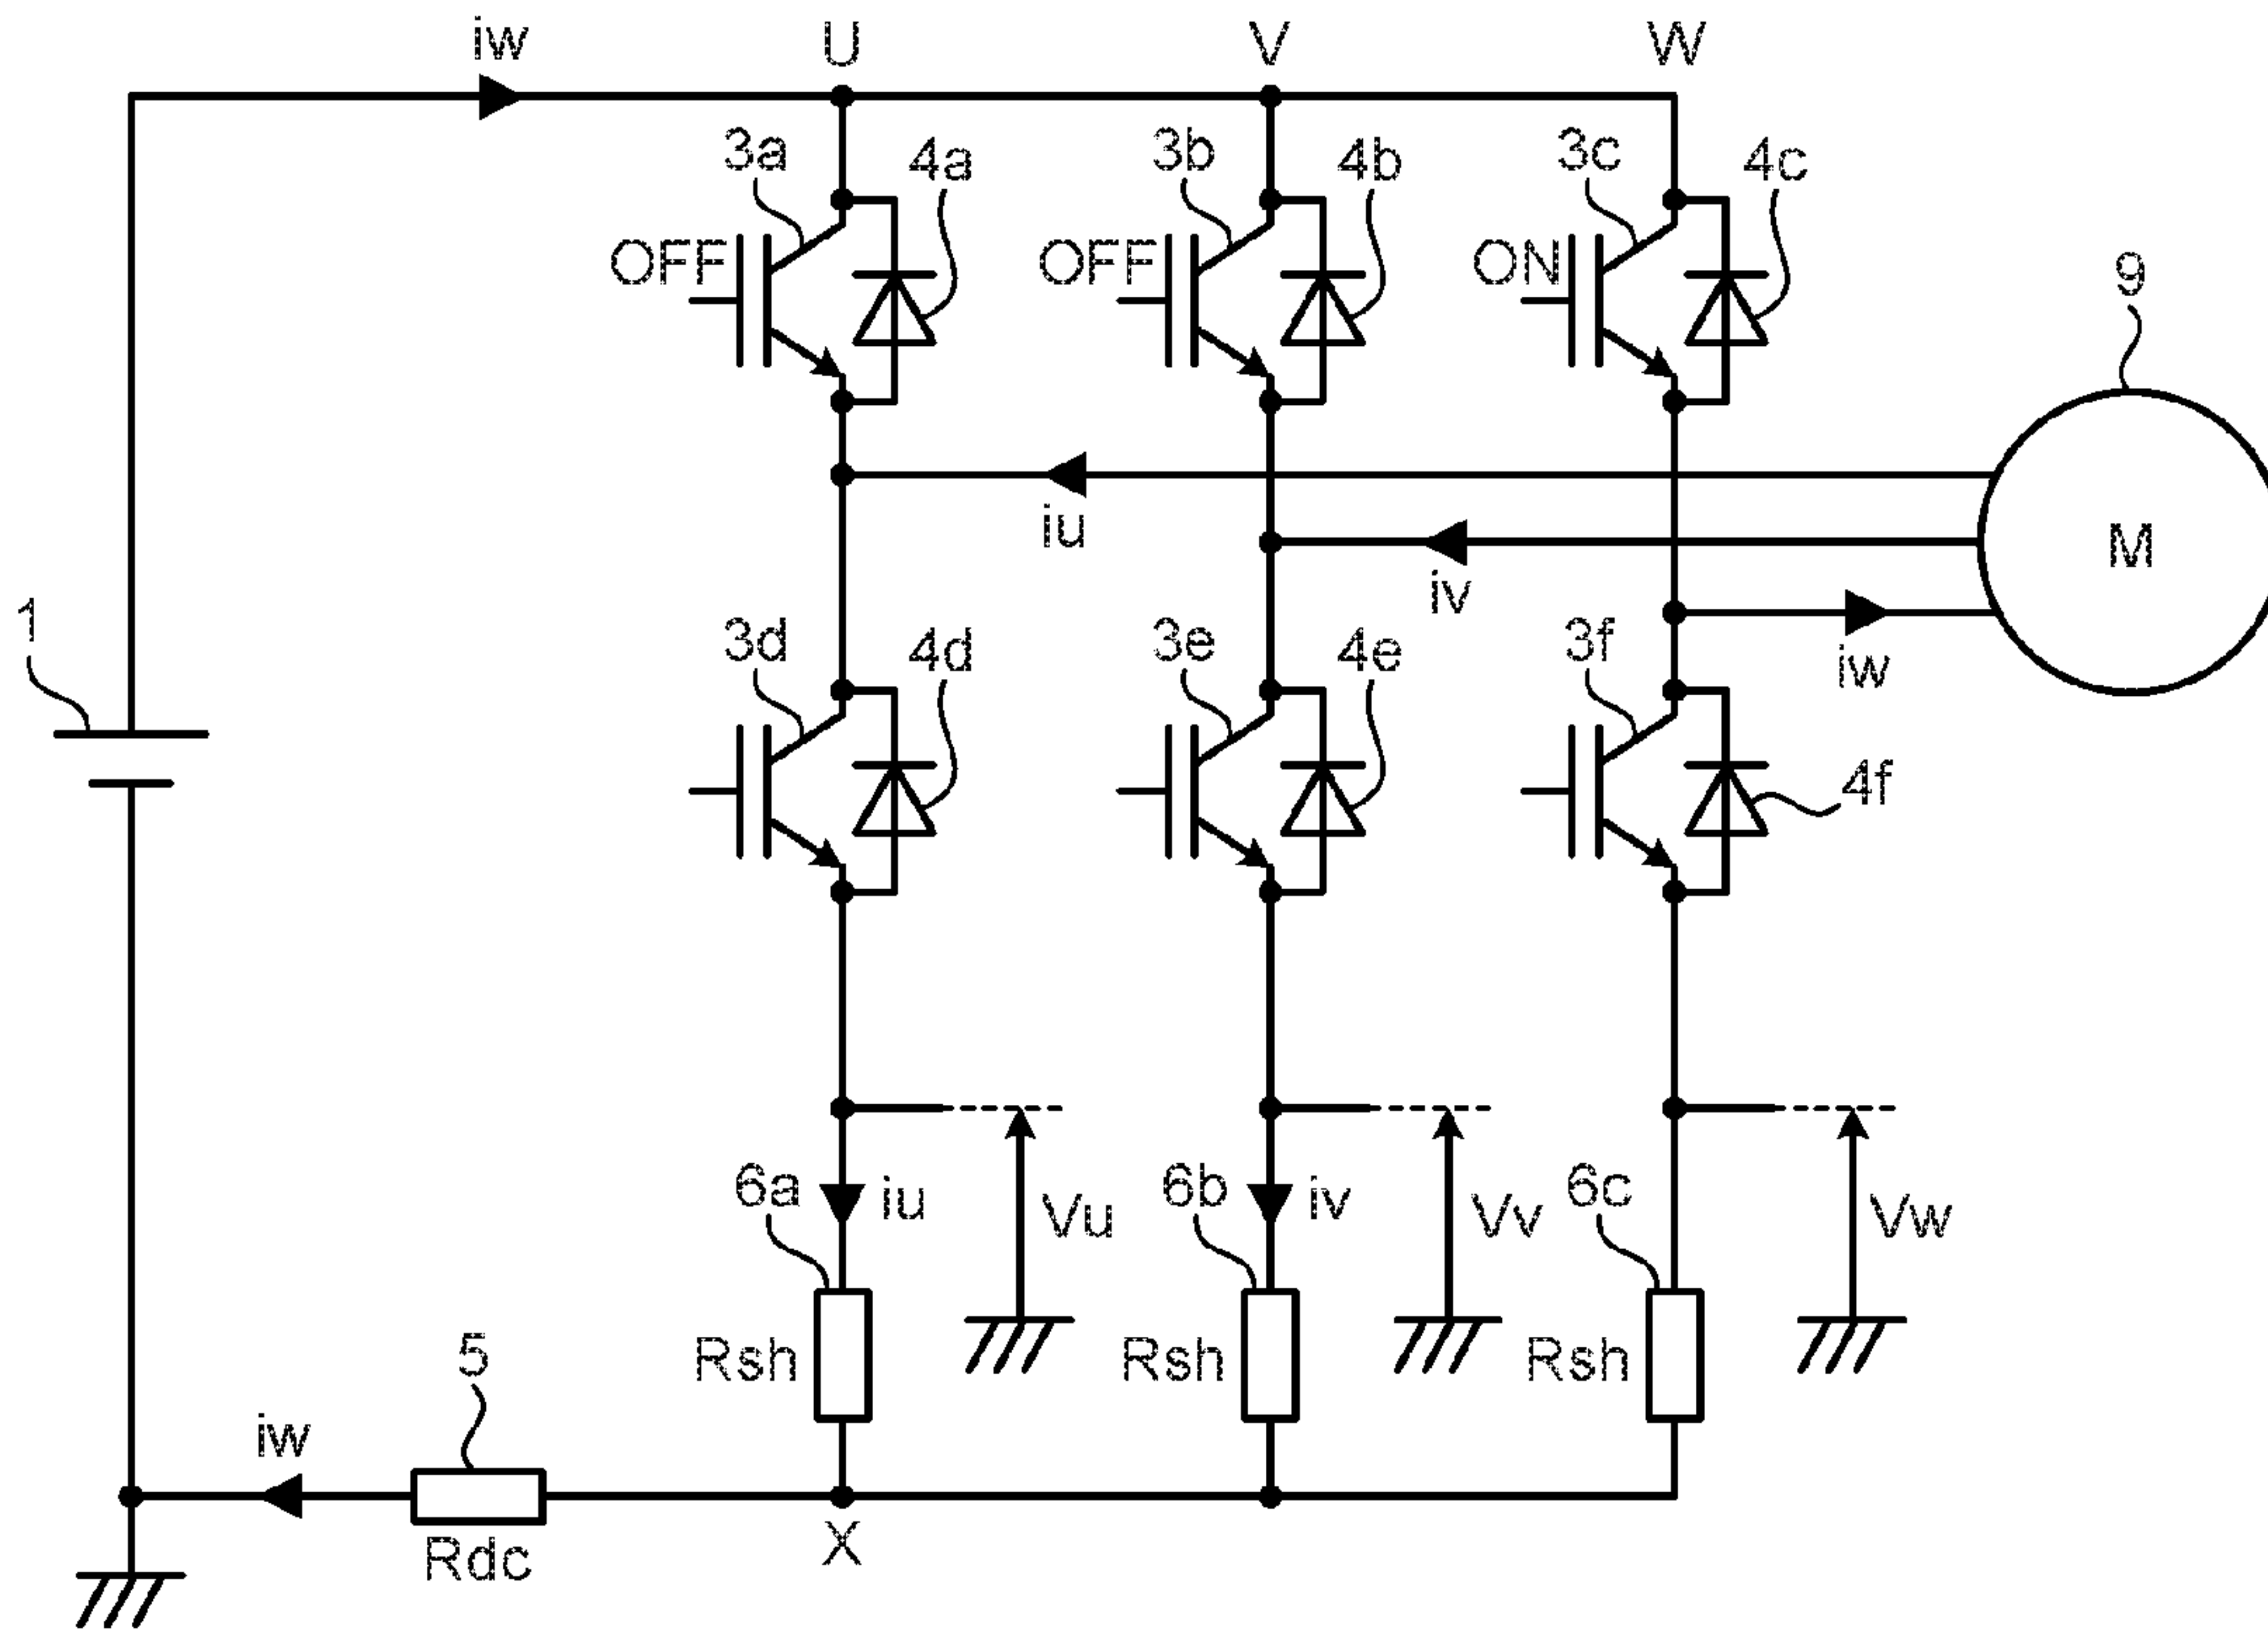 iw U V W
3a 4a 3b 4b 3c 4c
OFF OFF ON 9
iu iv M
1 3d 4d 3e 4e 3f iw
4f
6a iu Vu 6b iv Vv 6c Vw
5 Rsh Rsh Rsh
iw
Rdc X